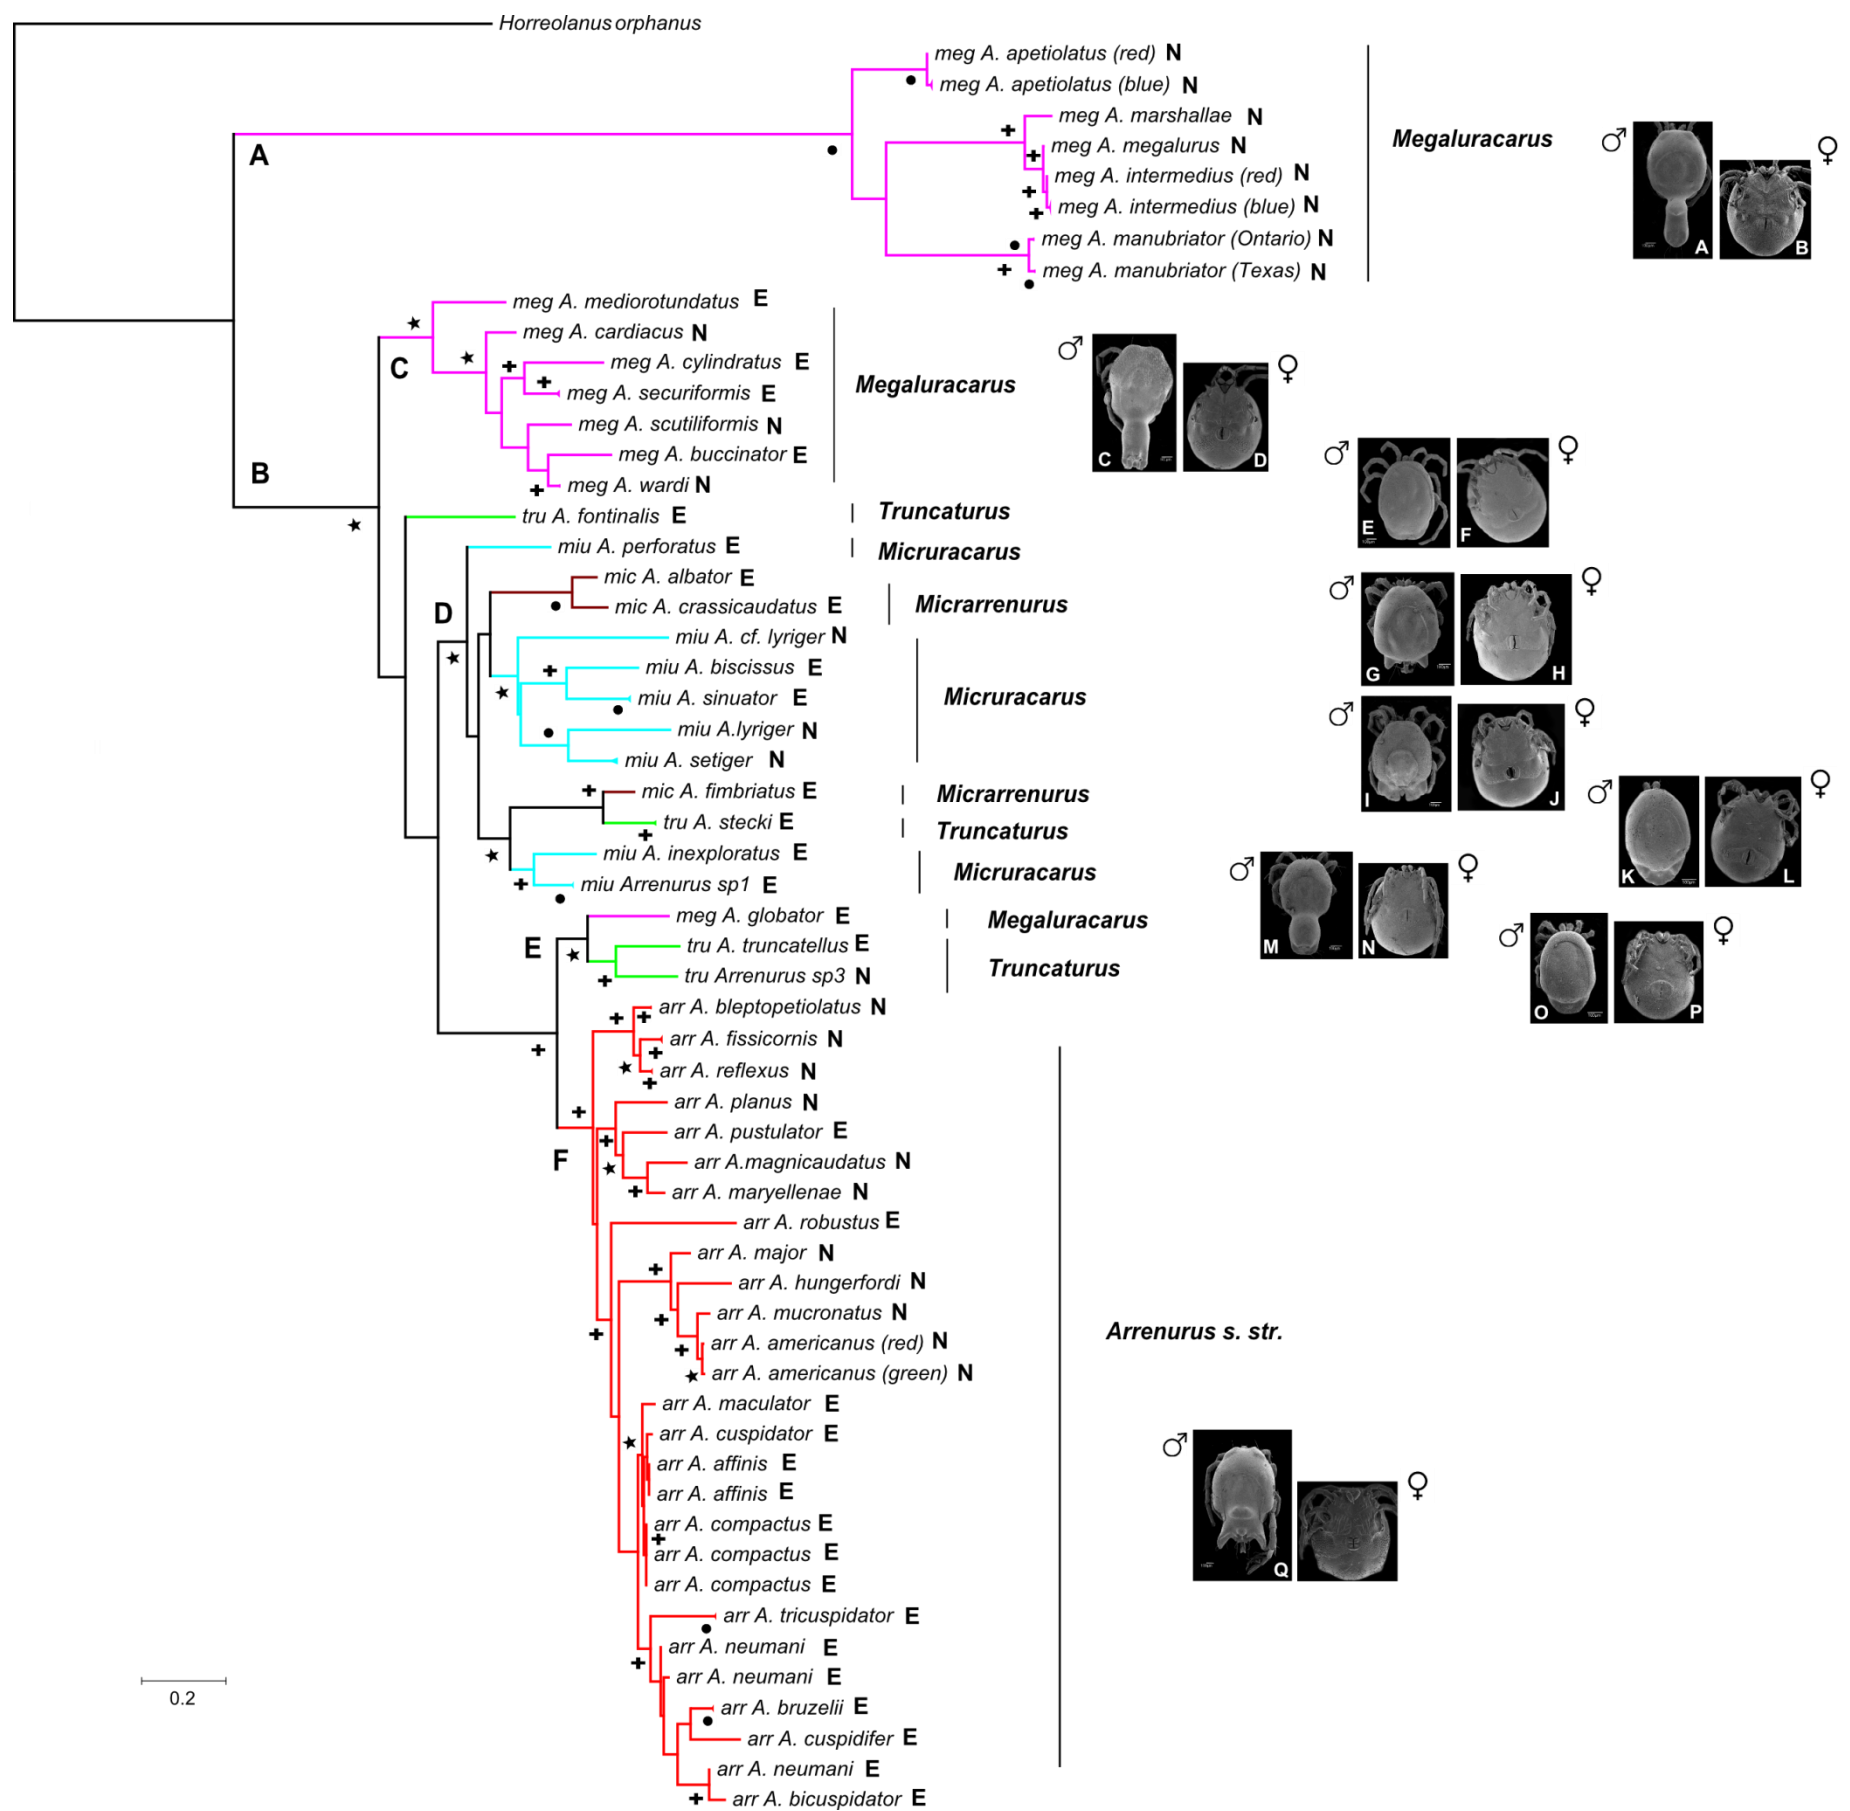 Horreolanus orphanus
meg A. apetiolatus (red) N
meg A. apetiolatus (blue) N
meg A. marshallae N
meg A. megalurus N
meg A. intermedius (red) N
meg A. intermedius (blue) N
meg A. manubriator (Ontario) N
meg A. manubriator (Texas) N
Megaluracarus
A
B
A
meg A. mediorotundatus E
meg A. cardiacus N
meg A. cylindratus E
meg A. securiformis E
meg A. scutiliformis N
meg A. buccinator E
meg A. wardi N
C
Megaluracarus
C
D
B
tru A. fontinalis E
Truncaturus
E
F
miu A. perforatus E
Micruracarus
mic A. albator E
mic A. crassicaudatus E
Micrarrenurus
D
G
H
miu A. cf. lyriger N
miu A. biscissus E
miu A. sinuator E
miu A.lyriger N
miu A. setiger N
Micruracarus
I
J
mic A. fimbriatus E
Micrarrenurus
tru A. stecki E
Truncaturus
K
L
miu A. inexploratus E
miu Arrenurus sp1 E
Micruracarus
meg A. globator E
Megaluracarus
M
N
E
tru A. truncatellus E
tru Arrenurus sp3 N
Truncaturus
O
P
arr A. bleptopetiolatus N
arr A. fissicornis N
arr A. reflexus N
arr A. planus N
arr A. pustulator E
F
arr A.magnicaudatus N
arr A. maryellenae N
arr A. robustus E
arr A. major N
arr A. hungerfordi N
arr A. mucronatus N
Arrenurus s. str.
arr A. americanus (red) N
arr A. americanus (green) N
arr A. maculator E
arr A. cuspidator E
arr A. affinis E
arr A. affinis E
arr A. compactus E
arr A. compactus E
Q
arr A. compactus E
arr A. tricuspidator E
arr A. neumani E
arr A. neumani E
0.2
arr A. bruzelii E
arr A. cuspidifer E
arr A. neumani E
arr A. bicuspidator E